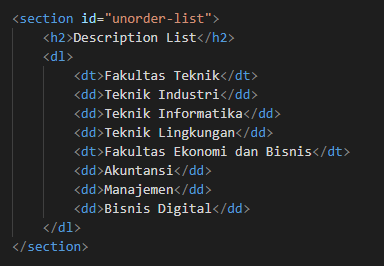 <section id="unorder-list">
    <h2>Description List</h2>
    <dl>
        <dt>Fakultas Teknik</dt>
        <dd>Teknik Industri</dd>
        <dd>Teknik Informatika</dd>
        <dd>Teknik Lingkungan</dd>
        <dt>Fakultas Ekonomi dan Bisnis</dt>
        <dd>Akuntansi</dd>
        <dd>Manajemen</dd>
        <dd>Bisnis Digital</dd>
    </dl>
</section>